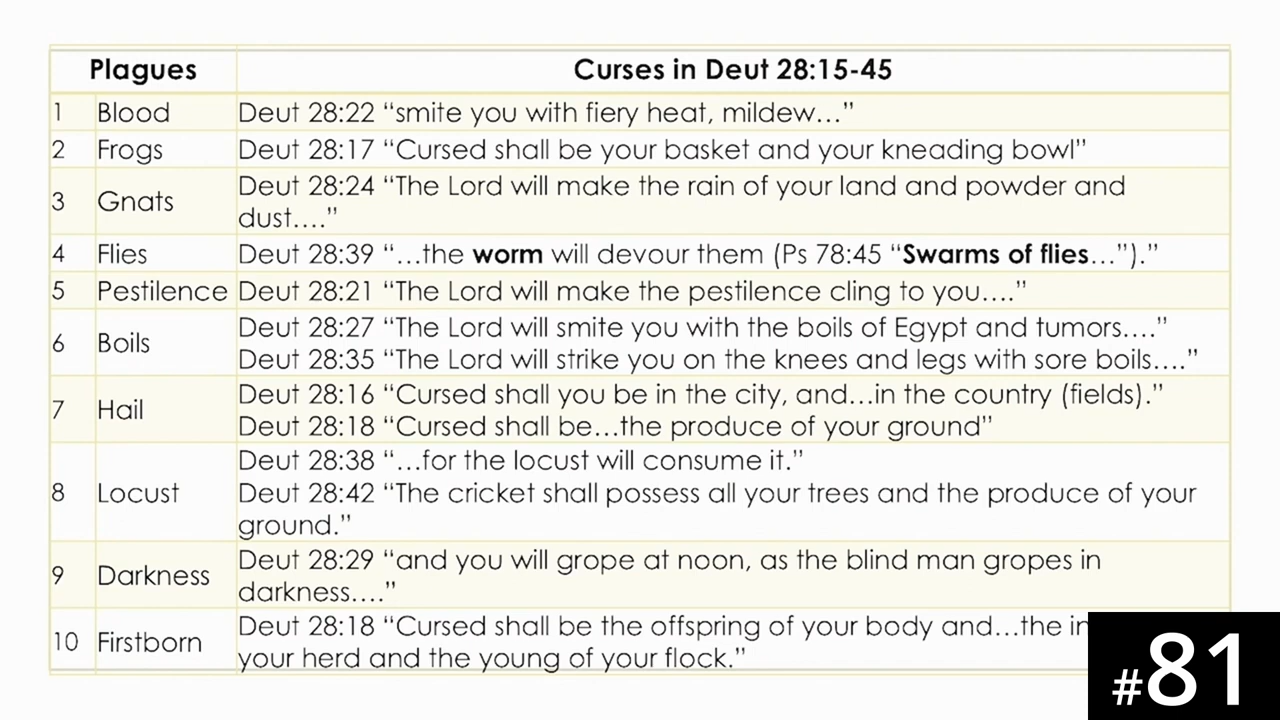 Plagues Curses in Deut 28:15-45
1 Blood Deut 28:22 “smite you with fiery heat, mildew…”
2 Frogs Deut 28:17 “Cursed shall be your basket and your kneading bowl”
3 Gnats Deut 28:24 “The Lord will make the rain of your land and powder and
dust….”
4 Flies Deut 28:39 “…the worm will devour them (Ps 78:45 “Swarms of flies…”).”
5 Pestilence Deut 28:21 “The Lord will make the pestilence cling to you….”
6 Boils Deut 28:27 “The Lord will smite you with the boils of Egypt and tumors….”
Deut 28:35 “The Lord will strike you on the knees and legs with sore boils….”
7 Hail Deut 28:16 “Cursed shall you be in the city, and…in the country (fields).”
Deut 28:18 “Cursed shall be…the produce of your ground”
8 Locust Deut 28:38 “…for the locust will consume it.”
Deut 28:42 “The cricket shall possess all your trees and the produce of your
ground.”
9 Darkness Deut 28:29 “and you will grope at noon, as the blind man gropes in
darkness….”
10 Firstborn Deut 28:18 “Cursed shall be the offspring of your body and…the
your herd and the young of your flock.”
#81